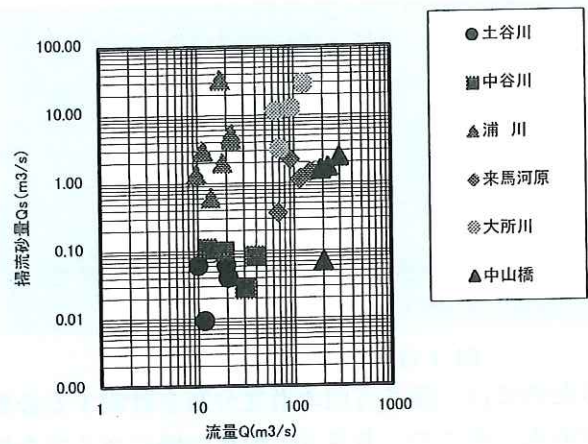 100.00
10.00
1.00
0.10
0.01
0.00
掃流砂量Qs(m3/s)
1 10 100 1000
流量Q(m3/s)
土谷川
中谷川
浦 川
来馬河原
大所川
中山橋